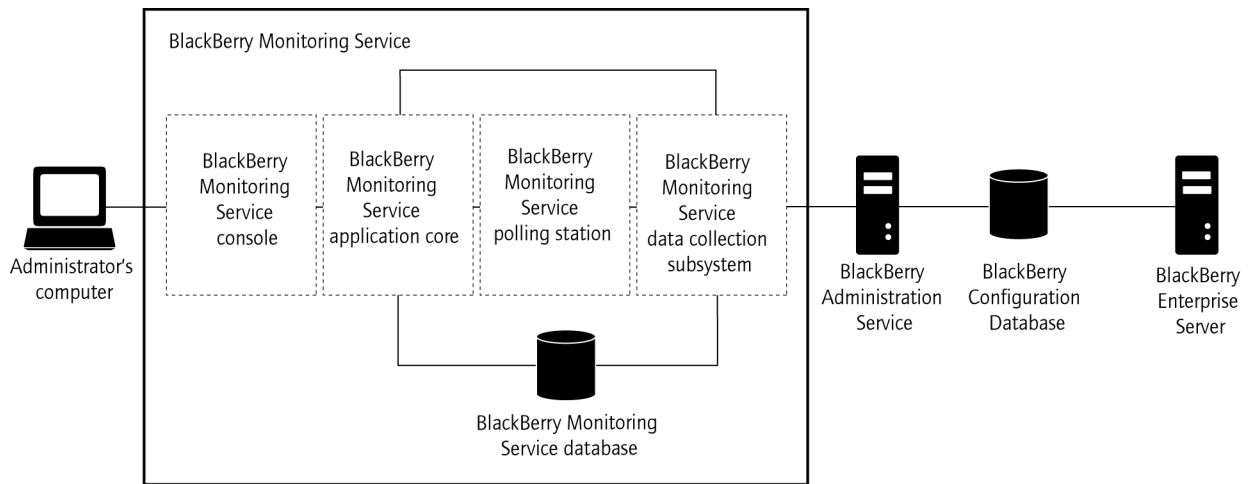 BlackBerry Monitoring Service
BlackBerry
Monitoring
Service
console
BlackBerry
Monitoring
Service
application core
BlackBerry
Monitoring
Service
polling station
BlackBerry
Monitoring
Service
data collection
subsystem
Administrator's
computer
BlackBerry
Administration
Service
BlackBerry
Configuration
Database
BlackBerry
Enterprise
Server
BlackBerry Monitoring
Service database